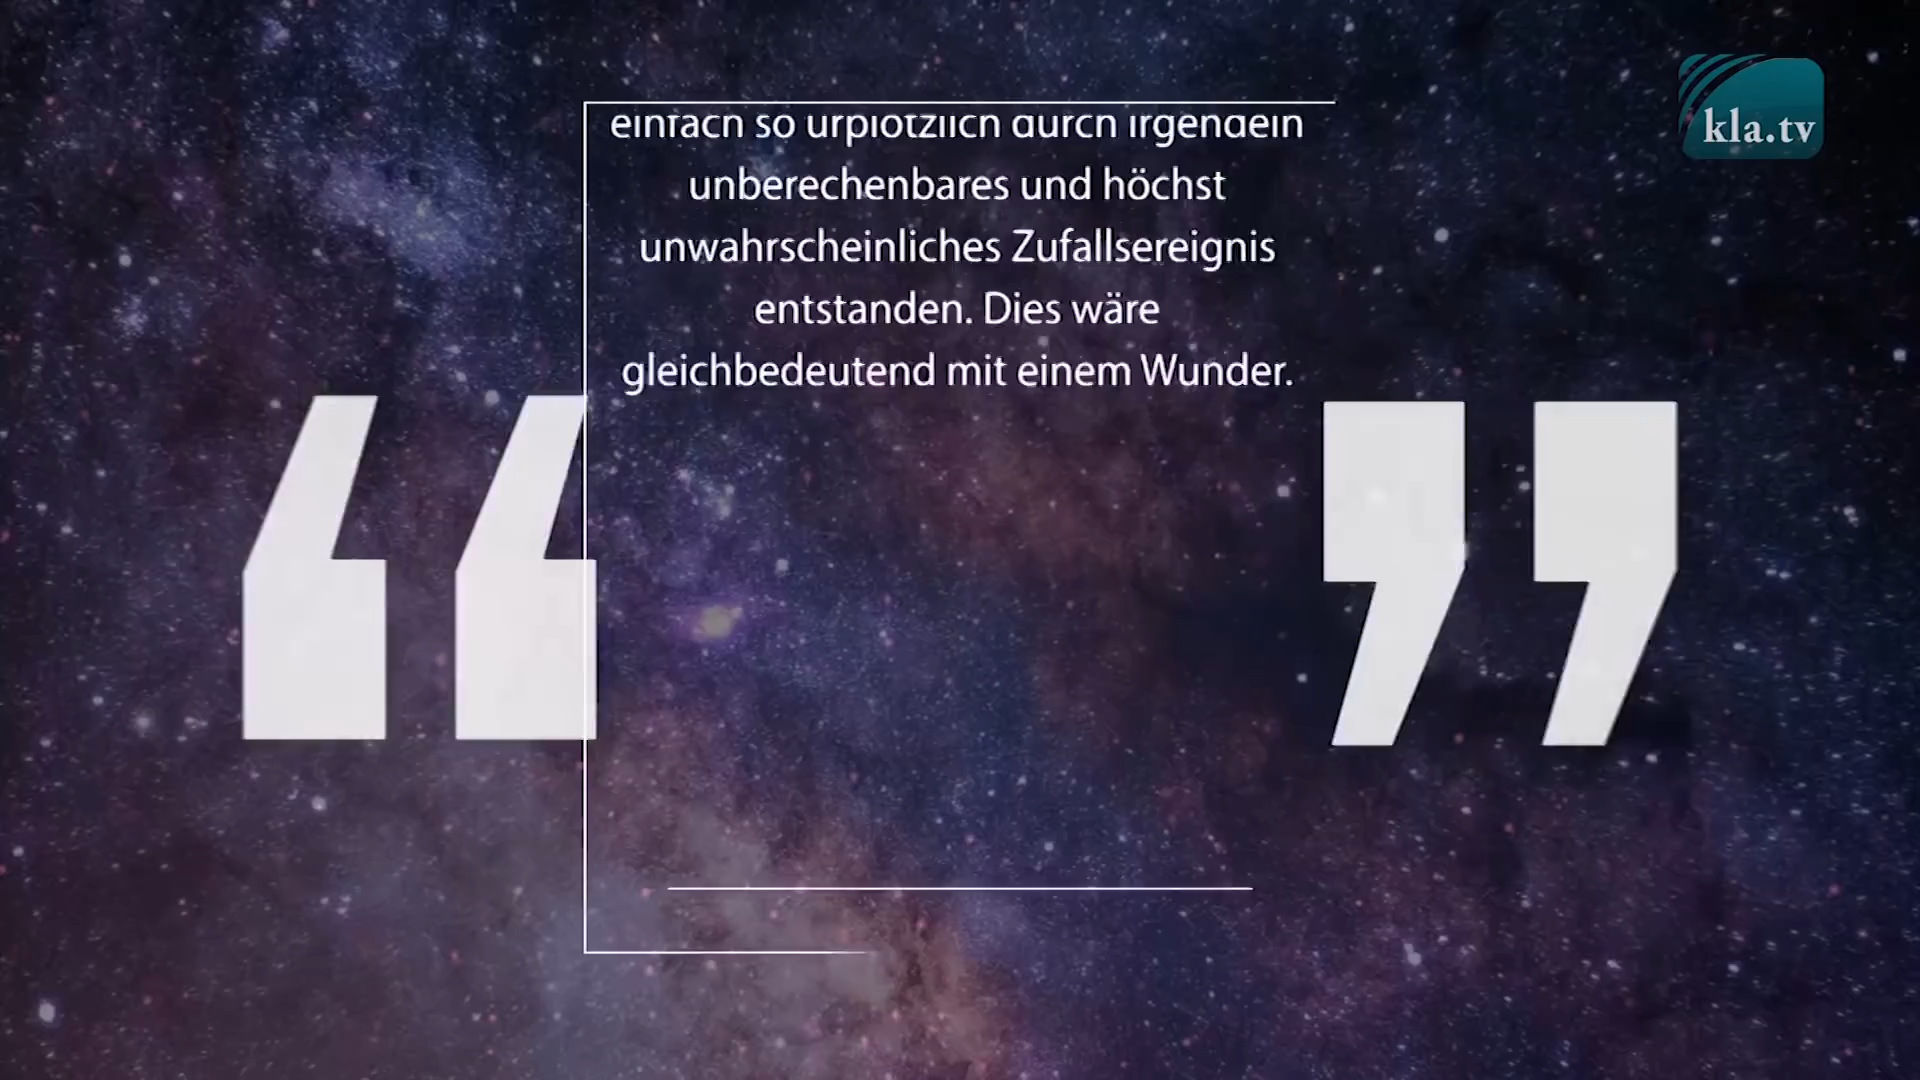 kla.tv
einfach so urplötzlich durch irgendein
unberechenbares und höchst
unwahrscheinliches Zufallsereignis
entstanden. Dies wäre
gleichbedeutend mit einem Wunder.
“ ”